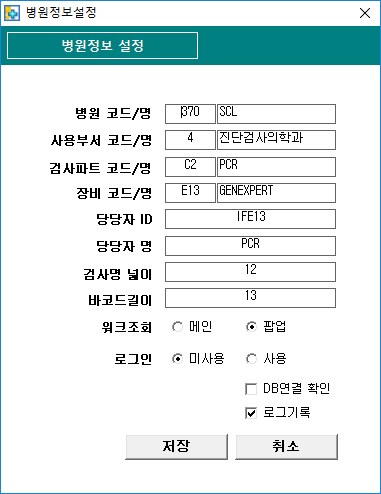 병원정보설정
병원정보 설정
병원 코드/명 370 SCL
사용부서 코드/명 4 진단검사의학과
검사파트 코드/명 C2 PCR
장비 코드/명 E13 GENEXPERT
담당자 ID IFE13
담당자 명 PCR
검사명 넓이 12
바코드길이 13
워크조회 메인 팝업
로그인 미사용 사용
DB연결 확인
로그기록
저장 취소